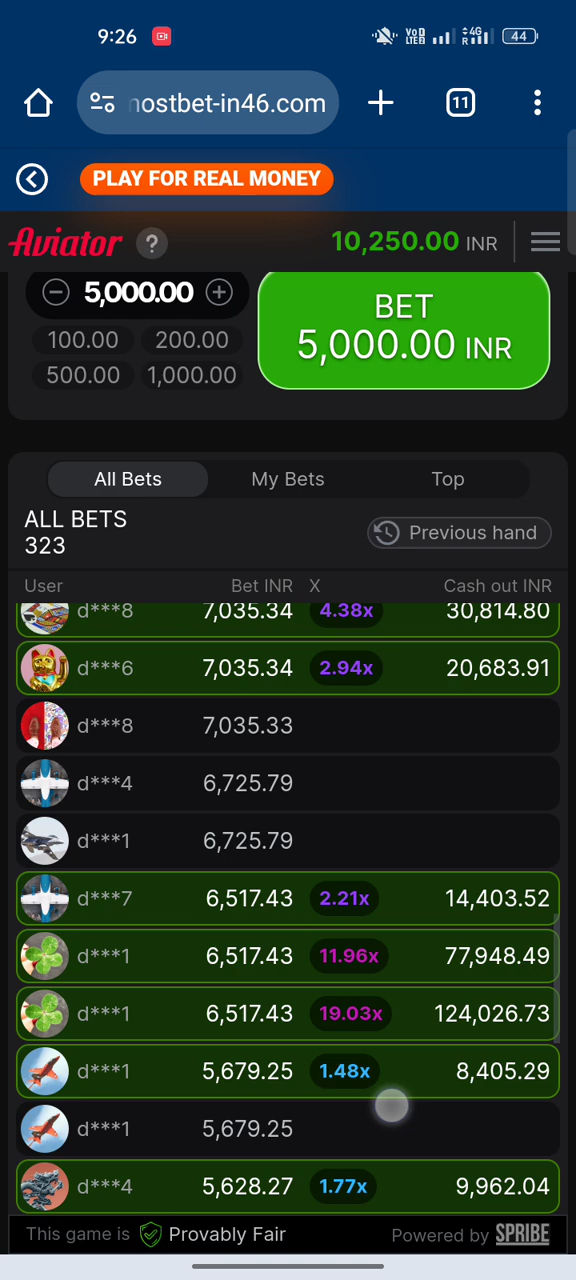 9:26 Vo LTE2 4G R 44
nostbet-in46.com + 11
PLAY FOR REAL MONEY
Aviator ? 10,250.00 INR
5,000.00 BET
100.00 200.00 5,000.00 INR
500.00 1,000.00
All Bets My Bets Top
ALL BETS
323 Previous hand
User Bet INR X Cash out INR
d***8 7,035.34 4.38x 30,814.80
d***6 7,035.34 2.94x 20,683.91
d***8 7,035.33
d***4 6,725.79
d***1 6,725.79
d***7 6,517.43 2.21x 14,403.52
d***1 6,517.43 11.96x 77,948.49
d***1 6,517.43 19.03x 124,026.73
d***1 5,679.25 1.48x 8,405.29
d***1 5,679.25
d***4 5,628.27 1.77x 9,962.04
This game is Provably Fair Powered by SPRIBE